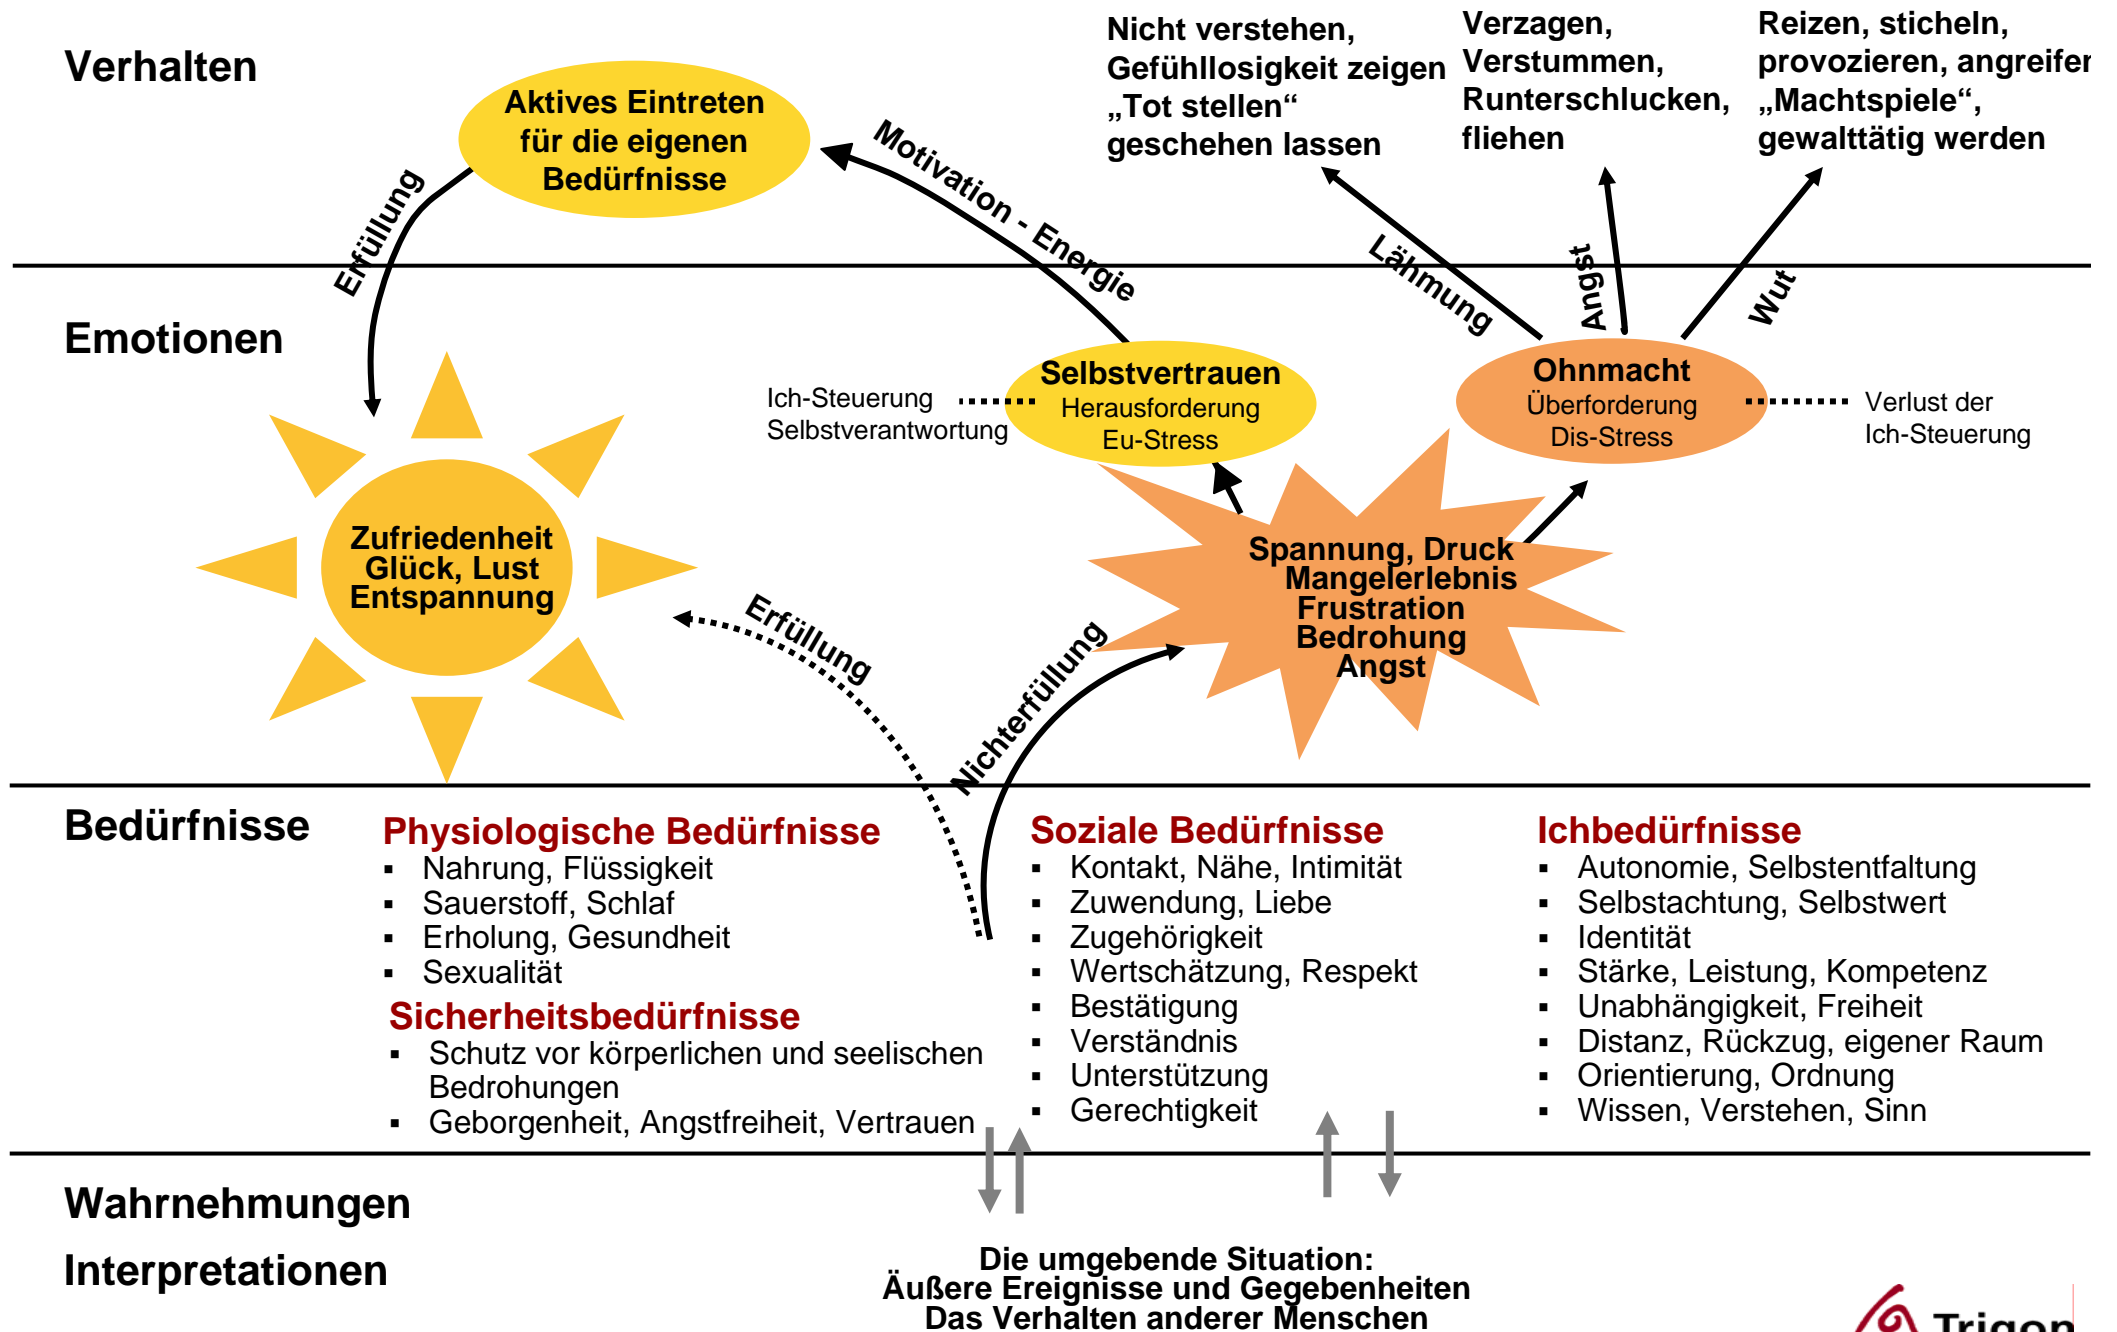 Verhalten
Aktives Eintreten
für die eigenen
Bedürfnisse
Nicht verstehen,
Gefühllosigkeit zeigen
„Tot stellen“
geschehen lassen
Verzagen,
Verstummen,
Runterschlucken,
fliehen
Reizen, sticheln,
provozieren, angreifen
„Machtspiele“,
gewalttätig werden
Erfüllung
Motivation - Energie
Lähmung
Angst
Wut
Emotionen
Ich-Steuerung
Selbstverantwortung
Selbstvertrauen
Herausforderung
Eu-Stress
Ohnmacht
Überforderung
Dis-Stress
Verlust der
Ich-Steuerung
Zufriedenheit
Glück, Lust
Entspannung
Spannung, Druck
Mangelerlebnis
Frustration
Bedrohung
Angst
Erfüllung
Nichterfüllung
Bedürfnisse
Physiologische Bedürfnisse
▪ Nahrung, Flüssigkeit
▪ Sauerstoff, Schlaf
▪ Erholung, Gesundheit
▪ Sexualität
Sicherheitsbedürfnisse
▪ Schutz vor körperlichen und seelischen
Bedrohungen
▪ Geborgenheit, Angstfreiheit, Vertrauen
Soziale Bedürfnisse
▪ Kontakt, Nähe, Intimität
▪ Zuwendung, Liebe
▪ Zugehörigkeit
▪ Wertschätzung, Respekt
▪ Bestätigung
▪ Verständnis
▪ Unterstützung
▪ Gerechtigkeit
Ichbedürfnisse
▪ Autonomie, Selbstentfaltung
▪ Selbstachtung, Selbstwert
▪ Identität
▪ Stärke, Leistung, Kompetenz
▪ Unabhängigkeit, Freiheit
▪ Distanz, Rückzug, eigener Raum
▪ Orientierung, Ordnung
▪ Wissen, Verstehen, Sinn
Wahrnehmungen
Interpretationen
Die umgebende Situation:
Äußere Ereignisse und Gegebenheiten
Das Verhalten anderer Menschen
Trigon